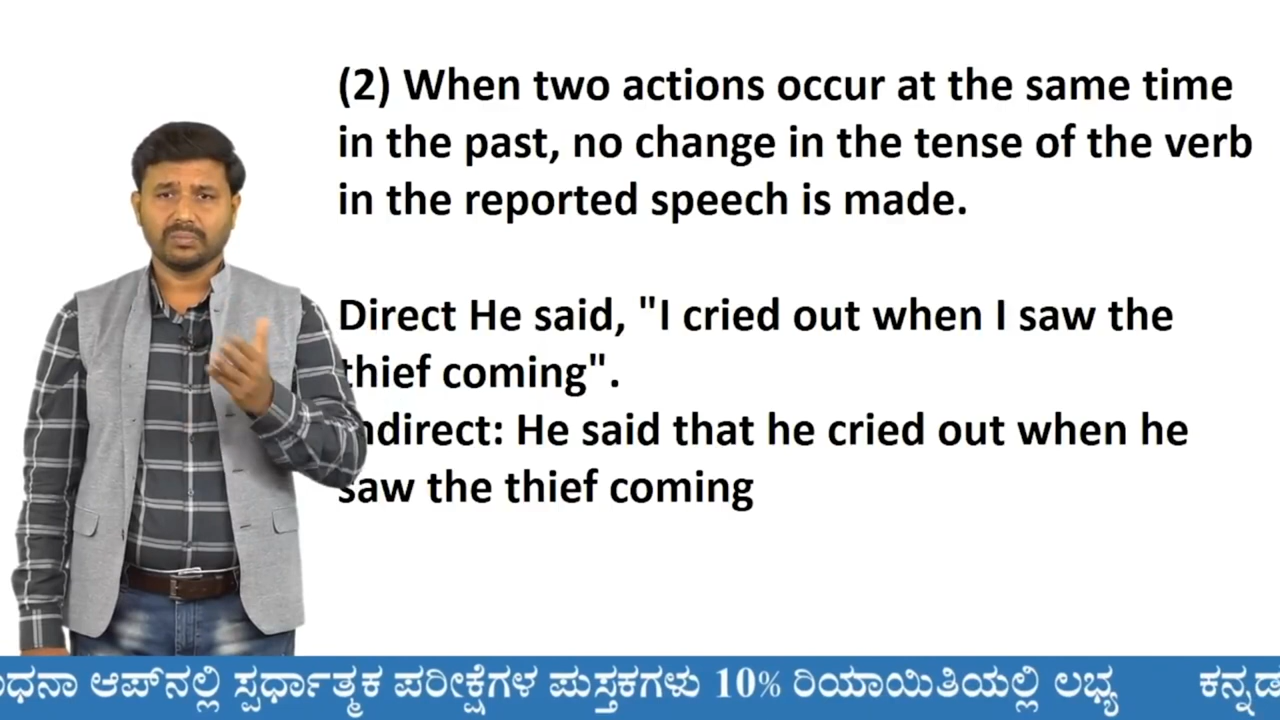 (2) When two actions occur at the same time
in the past, no change in the tense of the verb
in the reported speech is made.
Direct He said, "I cried out when I saw the
thief coming".
Indirect: He said that he cried out when he
saw the thief coming
ಆಪ್‌ನಲ್ಲಿ ಸ್ಪರ್ಧಾತ್ಮಕ ಪರೀಕ್ಷೆಗಳ ಪುಸ್ತಕಗಳು 10% ರಿಯಾಯಿತಿಯಲ್ಲಿ ಲಭ್ಯ